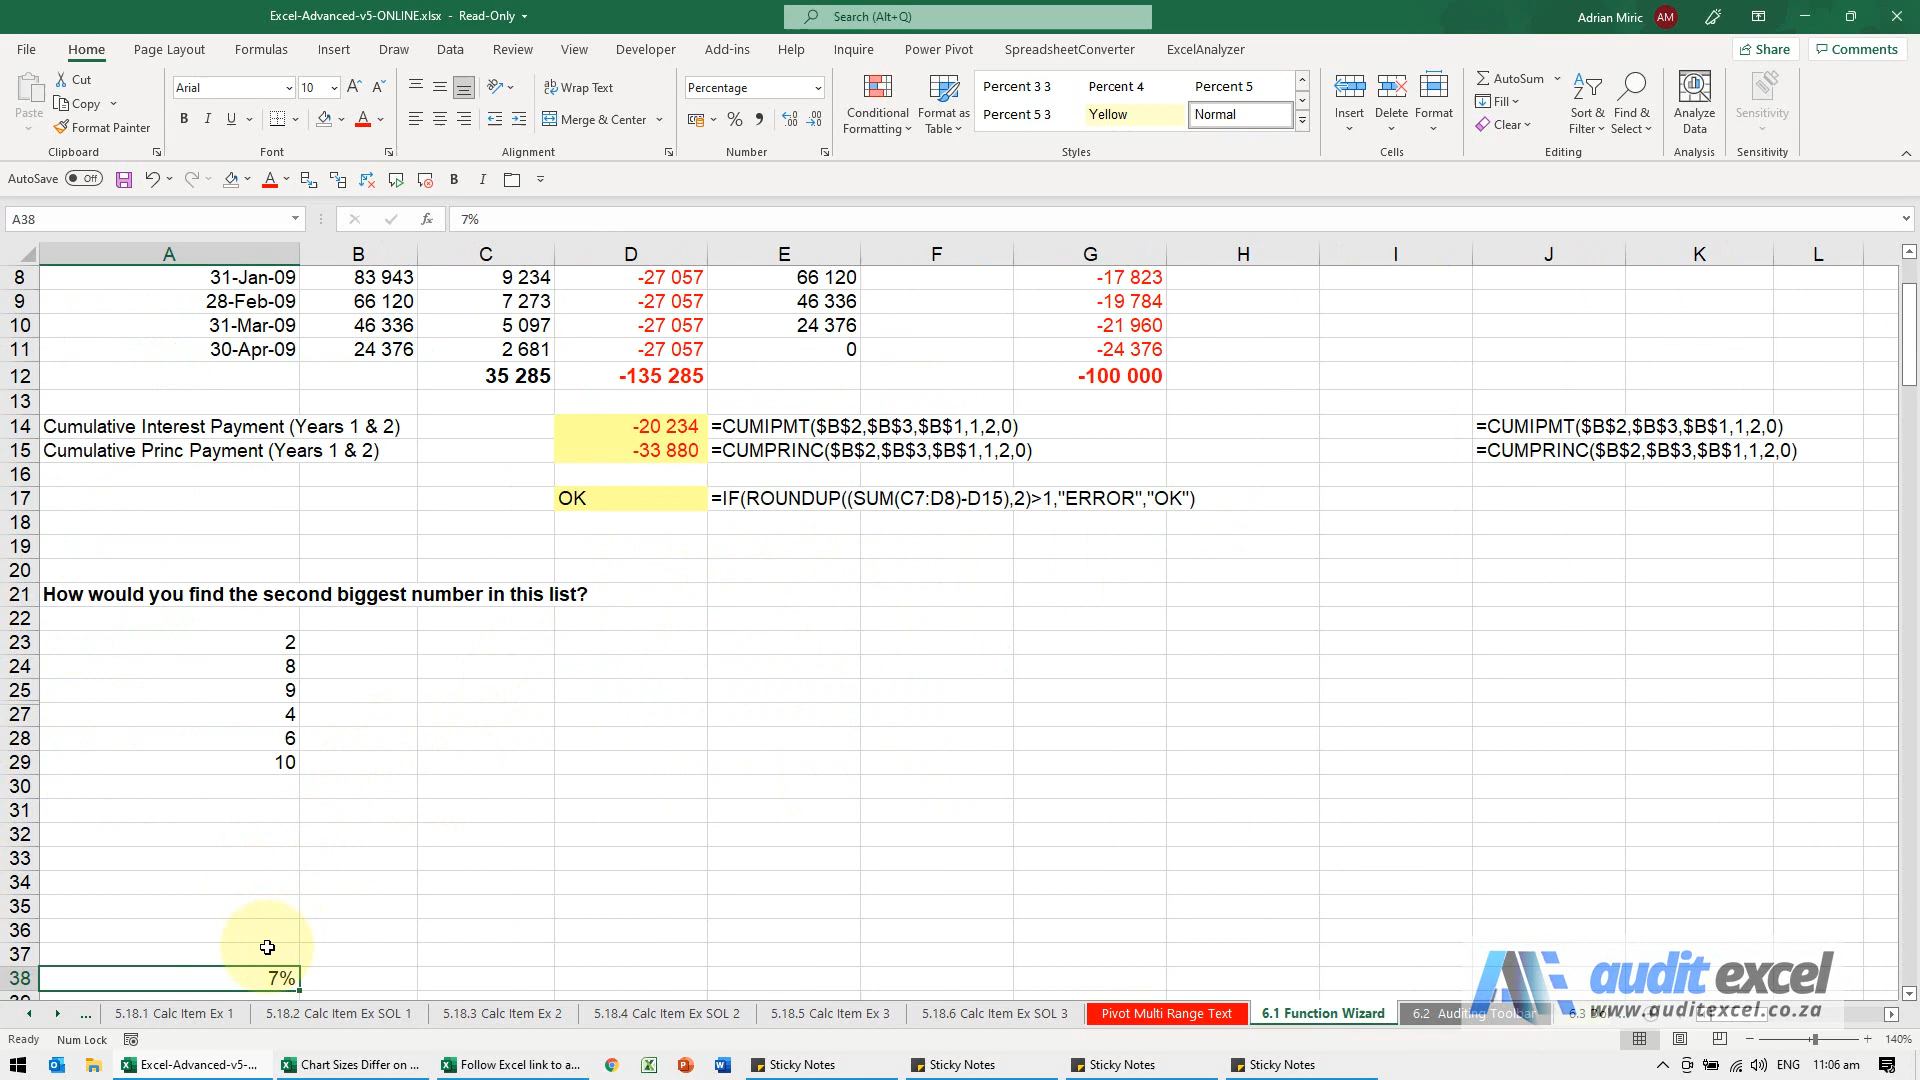 Excel-Advanced-v5-ONLINE.xlsx - Read-Only
Search (Alt+Q)
Adrian Miric AM
File Home Page Layout Formulas Insert Draw Data Review View Developer Add-ins Help Inquire Power Pivot SpreadsheetConverter ExcelAnalyzer Share Comments
Paste Cut Copy Format Painter Clipboard
Arial 10 B I U Font
Wrap Text Merge & Center Alignment
Percentage % Number
Conditional Formatting Format as Table
Percent 3 3 Percent 4 Percent 5
Percent 5 3 Yellow Normal
Styles
Insert Delete Format Cells
AutoSum Fill Clear Sort & Filter Find & Select Editing
Analyze Data Analysis
Sensitivity Sensitivity
AutoSave Off B I
A38 fx 7%
A B C D E F G H I J K L
8 31-Jan-09 83 943 9 234 -27 057 66 120 -17 823
9 28-Feb-09 66 120 7 273 -27 057 46 336 -19 784
10 31-Mar-09 46 336 5 097 -27 057 24 376 -21 960
11 30-Apr-09 24 376 2 681 -27 057 0 -24 376
12 35 285 -135 285 -100 000
13
14 Cumulative Interest Payment (Years 1 & 2) -20 234 =CUMIPMT($B$2,$B$3,$B$1,1,2,0) =CUMIPMT($B$2,$B$3,$B$1,1,2,0)
15 Cumulative Princ Payment (Years 1 & 2) -33 880 =CUMPRINC($B$2,$B$3,$B$1,1,2,0) =CUMPRINC($B$2,$B$3,$B$1,1,2,0)
16
17 OK =IF(ROUNDUP((SUM(C7:D8)-D15),2)>1,"ERROR","OK")
18
19
20
21 How would you find the second biggest number in this list?
22
23 2
24 8
25 9
27 4
28 6
29 10
30
31
32
33
34
35
36
37
38 7%
audit excel
www.auditexcel.co.za
... 5.18.1 Calc Item Ex 1 5.18.2 Calc Item Ex SOL 1 5.18.3 Calc Item Ex 2 5.18.4 Calc Item Ex SOL 2 5.18.5 Calc Item Ex 3 5.18.6 Calc Item Ex SOL 3 Pivot Multi Range Text 6.1 Function Wizard 6.2 Auditing Toolbar 6.3
Ready Num Lock 140%
Excel-Advanced-v5-... Chart Sizes Differ on ... Follow Excel link to a... Sticky Notes Sticky Notes Sticky Notes Sticky Notes ENG 11:06 am